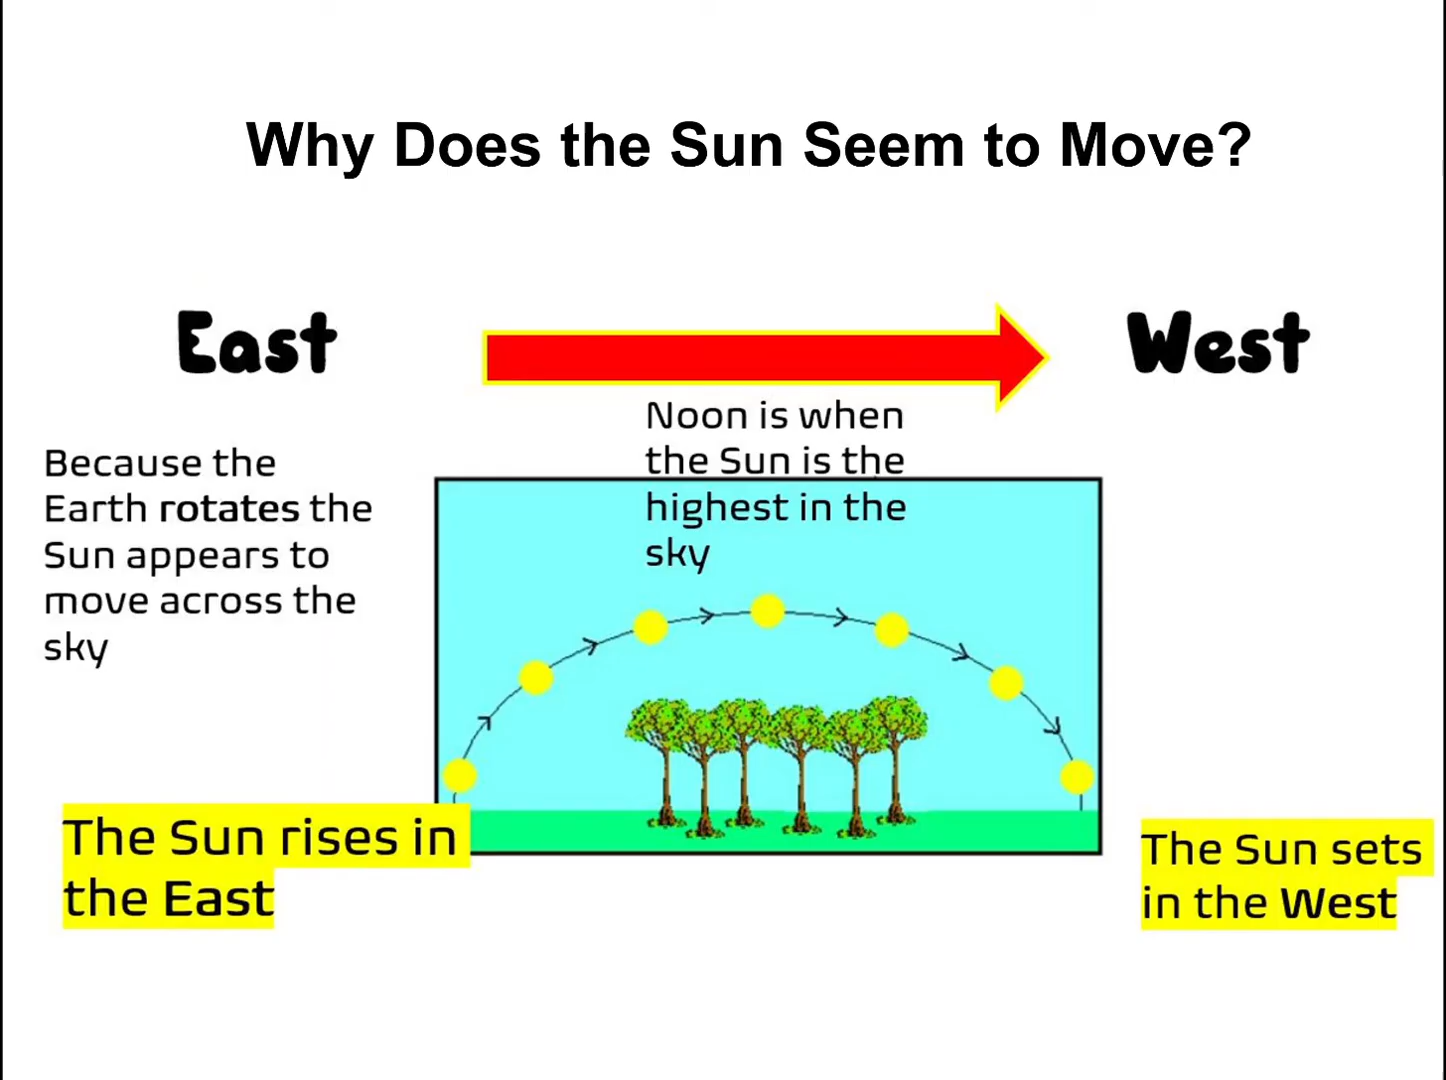 Why Does the Sun Seem to Move?
East
West
Noon is when
the Sun is the
highest in the
sky
Because the
Earth rotates the
Sun appears to
move across the
sky
The Sun rises in
the East
The Sun sets
in the West